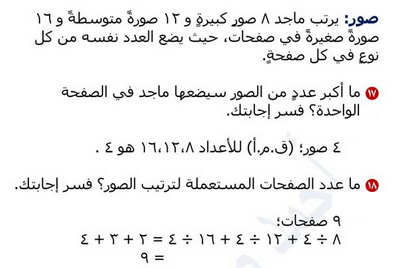 صور: يرتب ماجد ٨ صور كبيرةٍ و ١٢ صورةً متوسطةً و ١٦
صورةً صغيرةً في صفحات، حيث يضع العدد نفسه من كل
نوع في كل صفحةٍ.
١٧ ما أكبر عددٍ من الصور سيضعها ماجد في الصفحة
الواحدة؟ فسر إجابتك.
٤ صور؛ (ق.م.أ) للأعداد ١٦،١٢،٨ هو ٤ .
١٨ ما عدد الصفحات المستعملة لترتيب الصور؟ فسر إجابتك.
٩ صفحات؛
٨ ÷ ٤ + ١٢ ÷ ٤ + ١٦ ÷ ٤ = ٢ + ٣ + ٤
= ٩